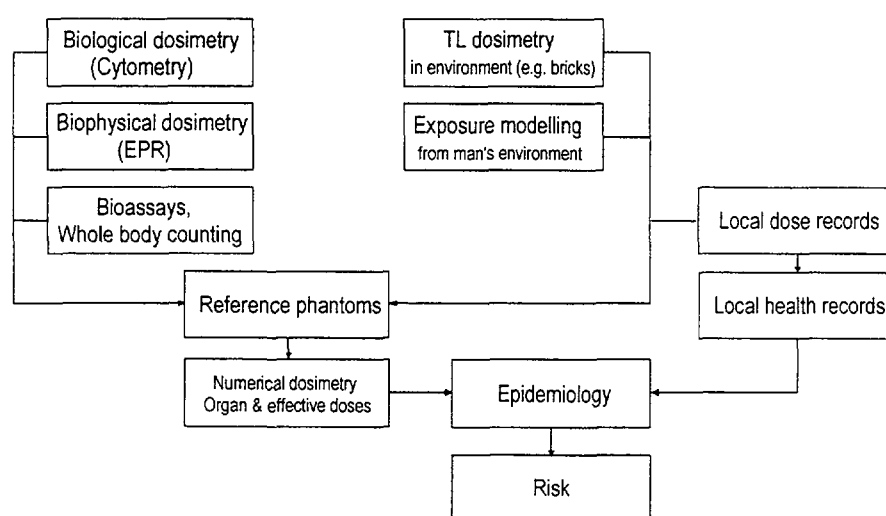 Biological dosimetry
(Cytometry)
Biophysical dosimetry
(EPR)
Bioassays,
Whole body counting
TL dosimetry
in environment (e.g. bricks)
Exposure modelling
from man's environment
Local dose records
Local health records
Reference phantoms
Numerical dosimetry
Organ & effective doses
Epidemiology
Risk